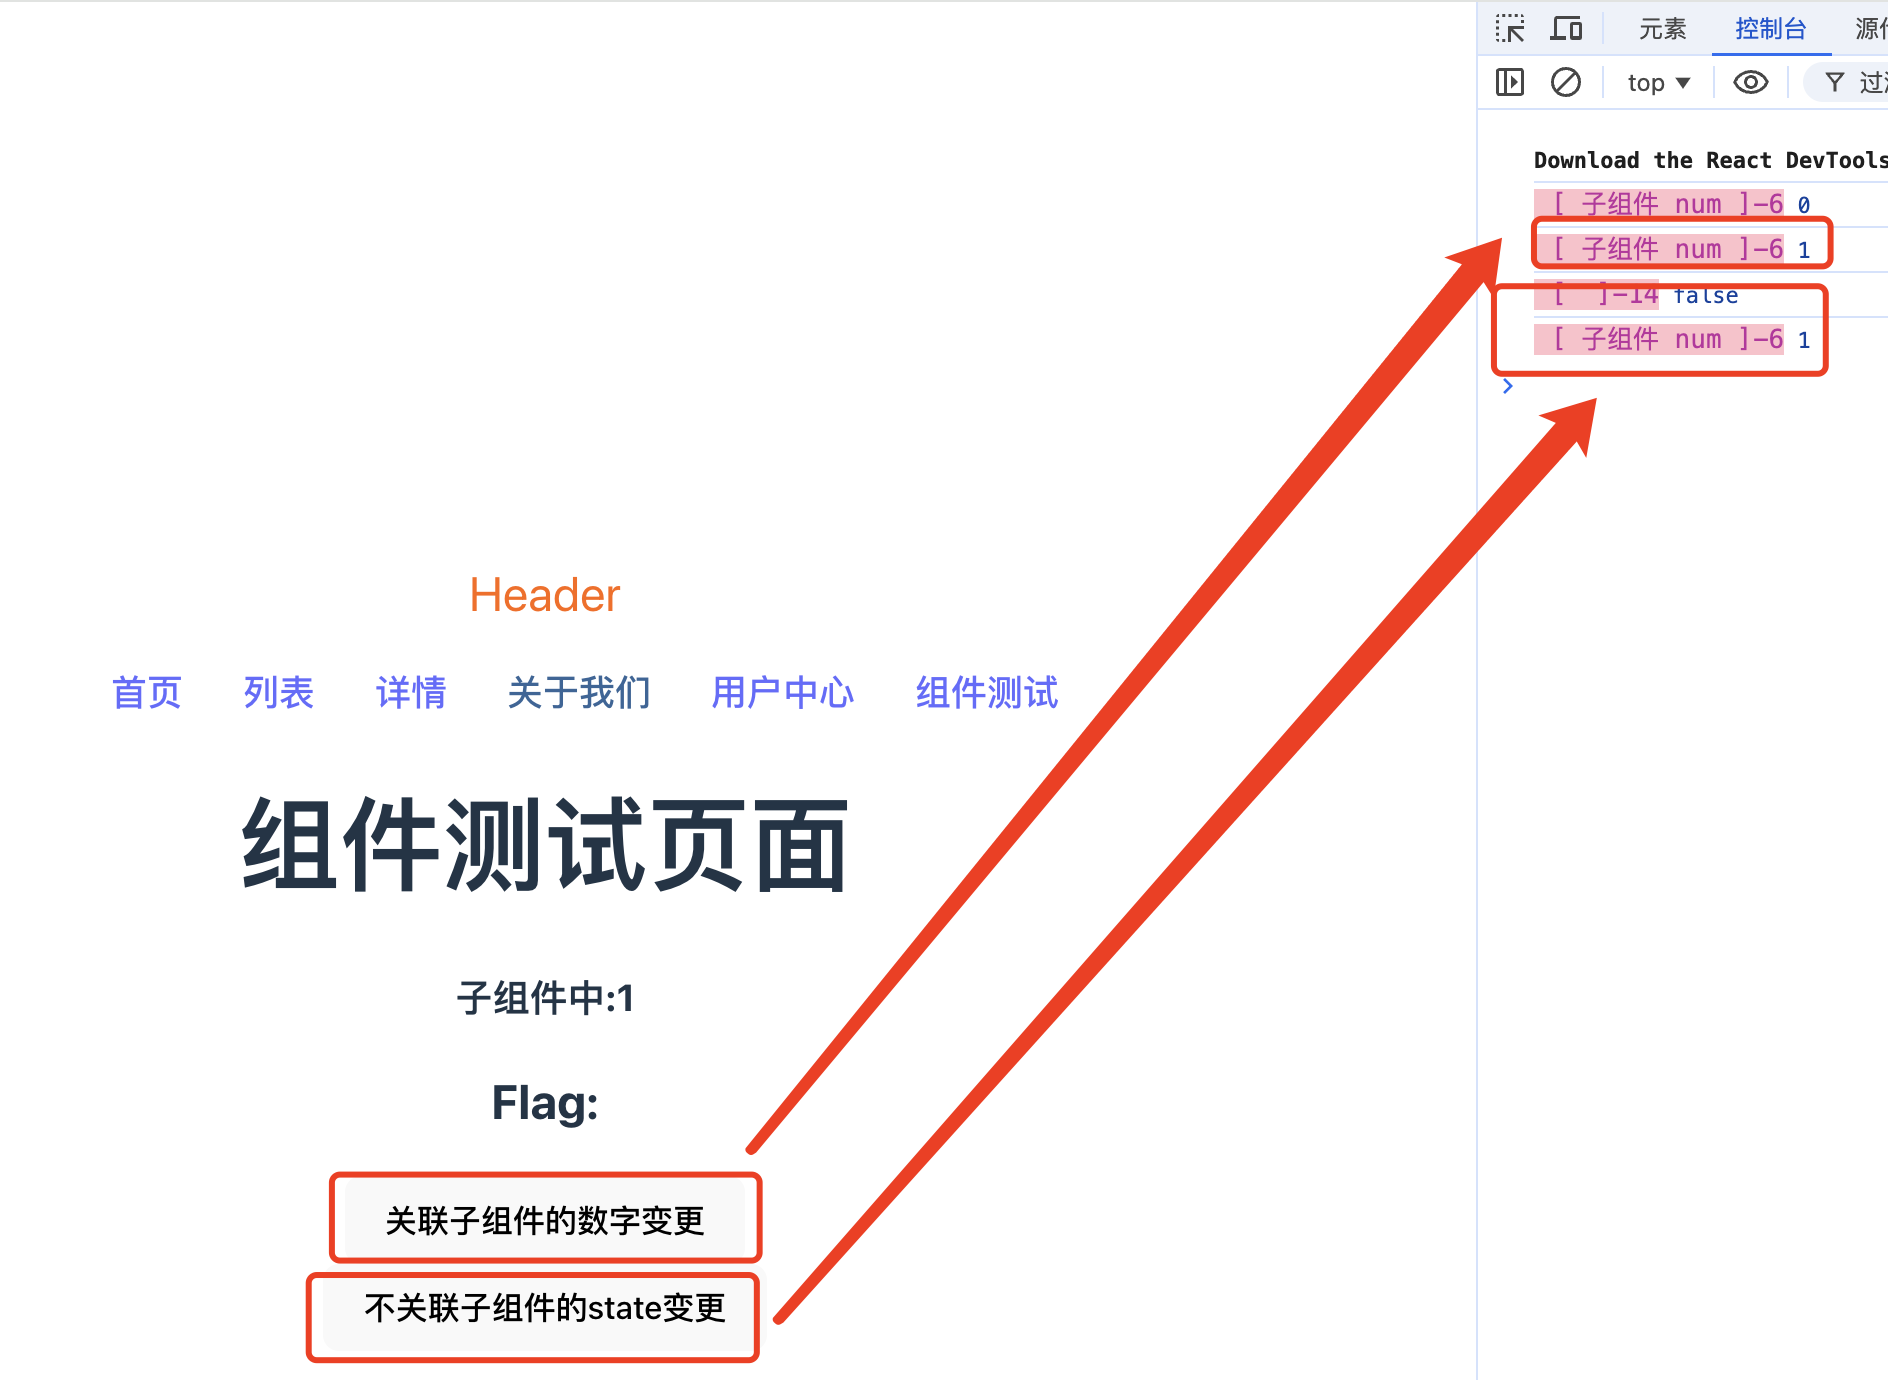 元素 控制台
top
Download the React DevTools
[ 子组件 num ]-6 0
[ 子组件 num ]-6 1
[ ]-14 false
[ 子组件 num ]-6 1
Header
首页 列表 详情 关于我们 用户中心 组件测试
组件测试页面
子组件中:1
Flag:
关联子组件的数字变更
不关联子组件的state变更